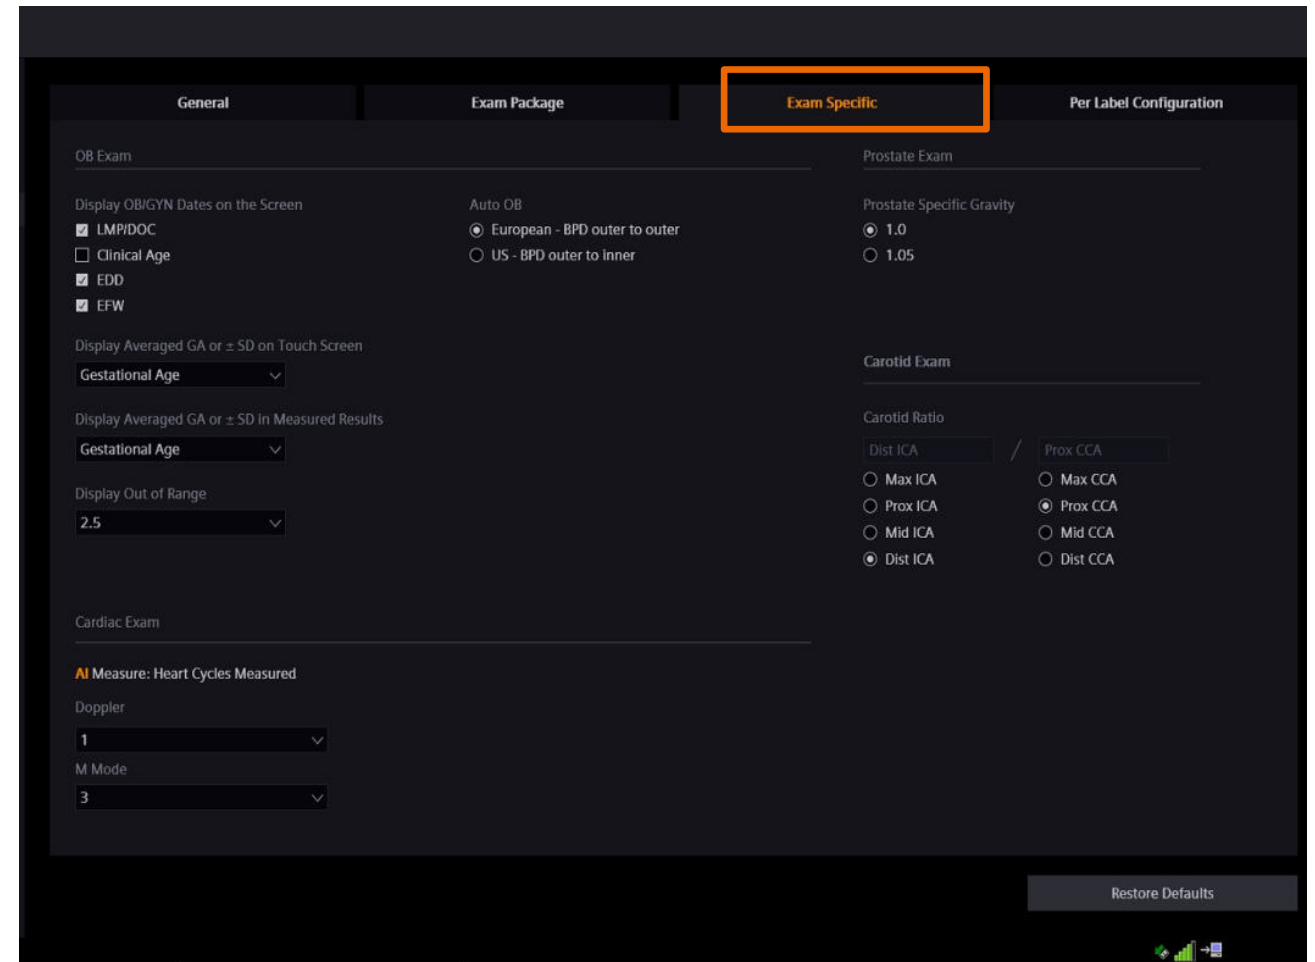 General
Exam Package
Exam Specific
Per Label Configuration
OB Exam
Display OB/GYN Dates on the Screen
LMP/DOC
Clinical Age
EDD
EFW
Auto OB
European - BPD outer to outer
US - BPD outer to inner
Display Averaged GA or ± SD on Touch Screen
Gestational Age
Display Averaged GA or ± SD in Measured Results
Gestational Age
Display Out of Range
2.5
Cardiac Exam
AI Measure: Heart Cycles Measured
Doppler
1
M Mode
3
Prostate Exam
Prostate Specific Gravity
1.0
1.05
Carotid Exam
Carotid Ratio
Dist ICA / Prox CCA
Max ICA
Prox ICA
Mid ICA
Dist ICA
Max CCA
Prox CCA
Mid CCA
Dist CCA
Restore Defaults